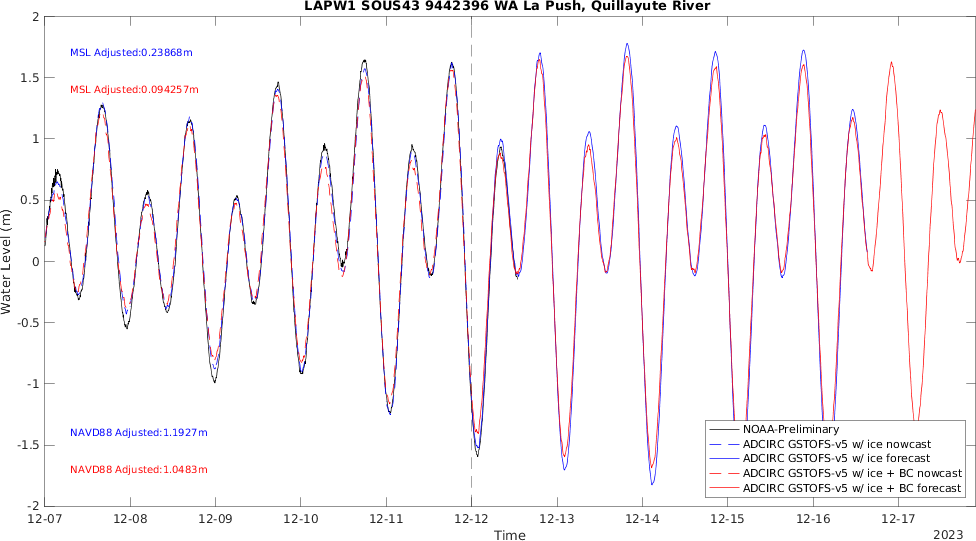 LAPW1 SOUS43 9442396 WA La Push, Quillayute River
MSL Adjusted:0.23868m
MSL Adjusted:0.094257m
NAVD88 Adjusted:1.1927m
NAVD88 Adjusted:1.0483m
Water Level (m)
2
1.5
1
0.5
0
-0.5
-1
-1.5
-2
NOAA-Preliminary
ADCIRC GSTOFS-v5 w/ ice nowcast
ADCIRC GSTOFS-v5 w/ ice forecast
ADCIRC GSTOFS-v5 w/ ice + BC nowcast
ADCIRC GSTOFS-v5 w/ ice + BC forecast
12-07 12-08 12-09 12-10 12-11 12-12 12-13 12-14 12-15 12-16 12-17
Time
2023